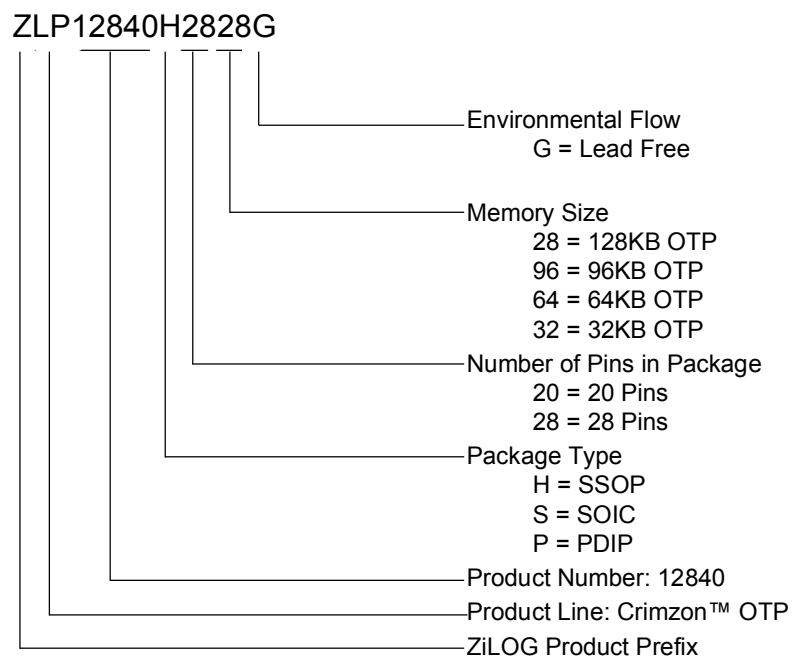 ZLP12840H2828G
Environmental Flow
G = Lead Free
Memory Size
28 = 128KB OTP
96 = 96KB OTP
64 = 64KB OTP
32 = 32KB OTP
Number of Pins in Package
20 = 20 Pins
28 = 28 Pins
Package Type
H = SSOP
S = SOIC
P = PDIP
Product Number: 12840
Product Line: Crimzon™ OTP
ZiLOG Product Prefix